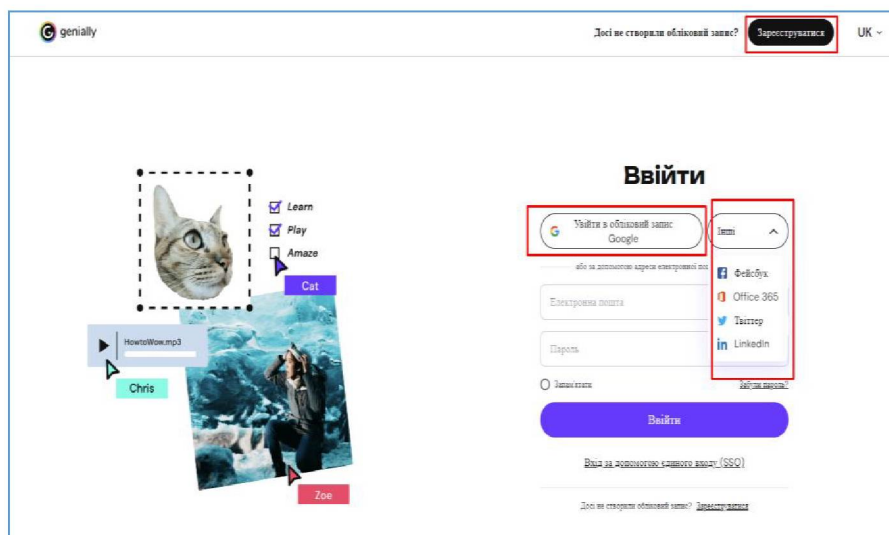 genially
Досі не створили обліковий запис?
Зареєструватися
UK
Learn
Play
Amaze
Cat
HowtoWow.mp3
Chris
Zoe
Ввійти
Увійти в обліковий запис
Google
Інші
або за допомогою адреси електронної
Фейсбук
Office 365
Твіттер
LinkedIn
Електронна пошта
Пароль
Запам'ятати
Забули пароль?
Ввійти
Вхід за допомогою єдиного входу (SSO)
Досі не створили обліковий запис? Зареєструватися